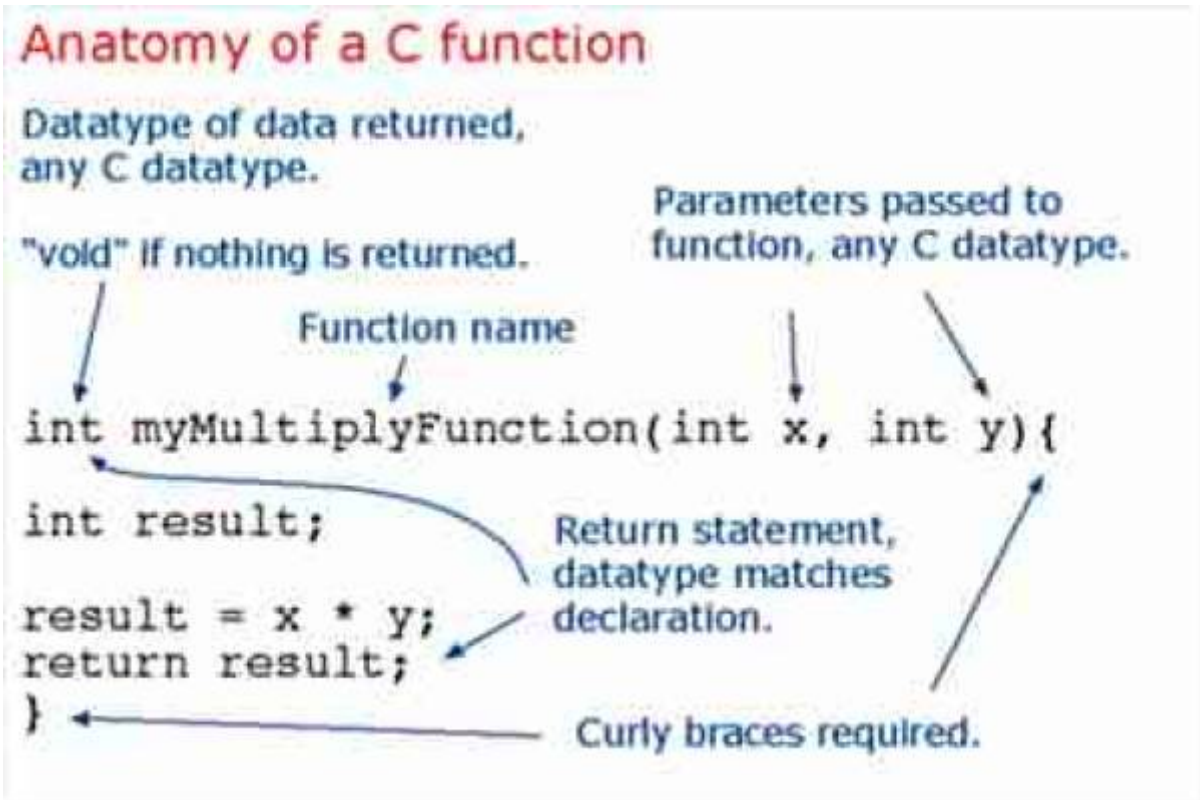 Anatomy of a C function
Datatype of data returned,
any C datatype.
Parameters passed to
function, any C datatype.
"void" if nothing is returned.
Function name
int myMultiplyFunction(int x, int y){
int result;
Return statement,
datatype matches
declaration.
result = x * y;
return result;
}
Curly braces required.